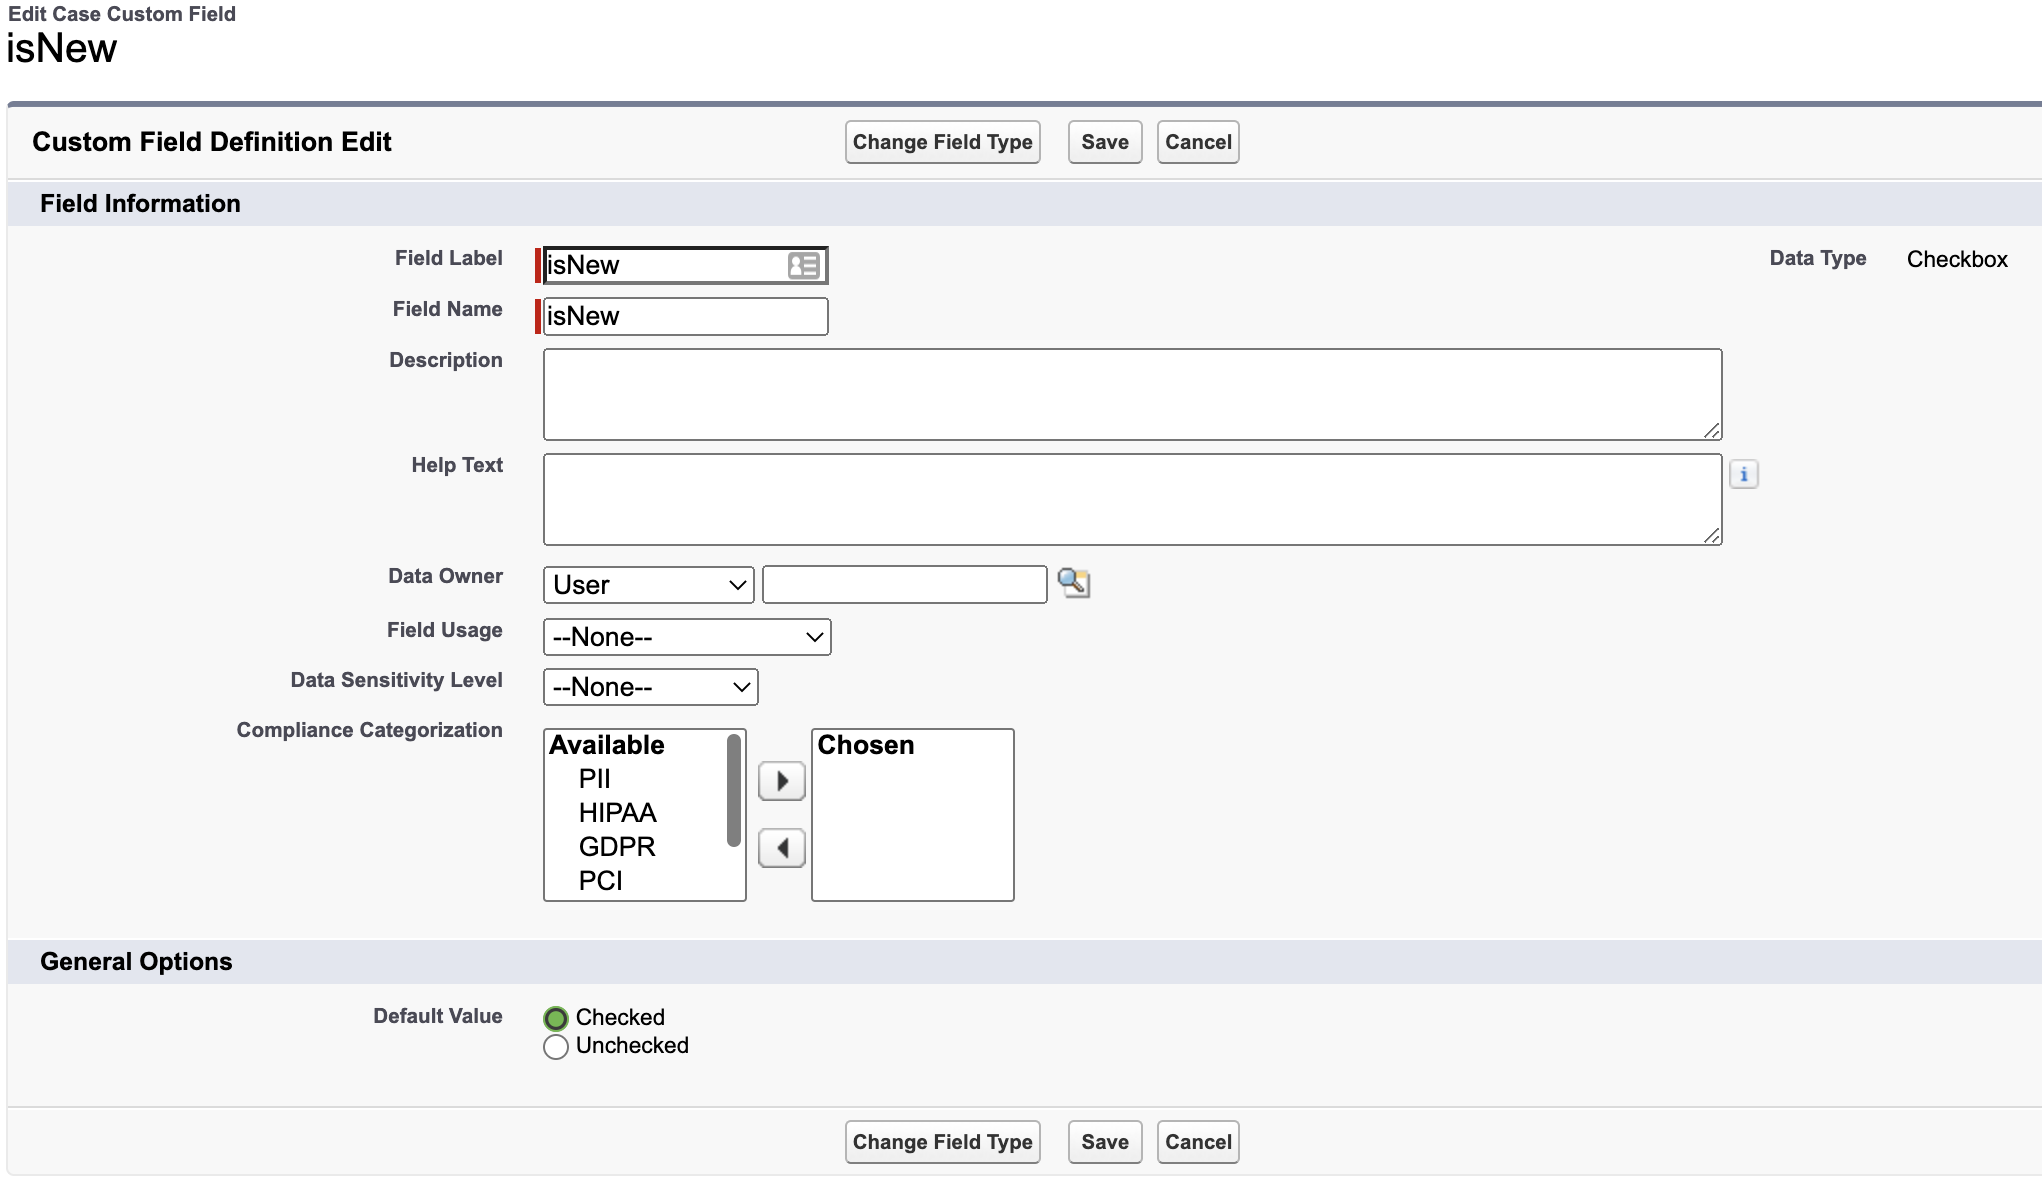 Edit Case Custom Field
isNew
Custom Field Definition Edit
Change Field Type Save Cancel
Field Information
Field Label isNew Data Type Checkbox
Field Name isNew
Description
Help Text
i
Data Owner User
Field Usage --None--
Data Sensitivity Level --None--
Compliance Categorization
Available Chosen
PII
HIPAA
GDPR
PCI
General Options
Default Value Checked
Unchecked
Change Field Type Save Cancel